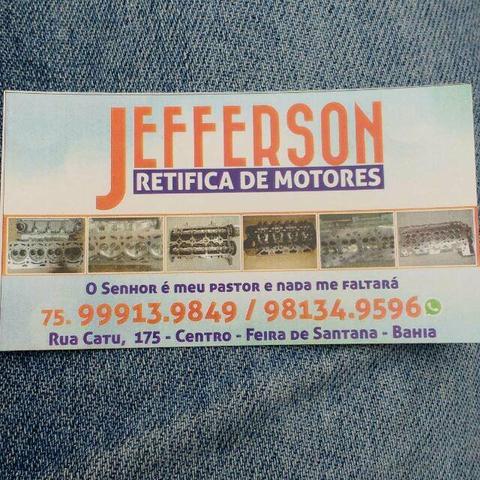 JEFFERSON
RETIFICA DE MOTORES
O Senhor é meu pastor e nada me faltará
75. 99913.9849 / 98134.9596
Rua Catu, 175 - Centro - Feira de Santana - Bahia